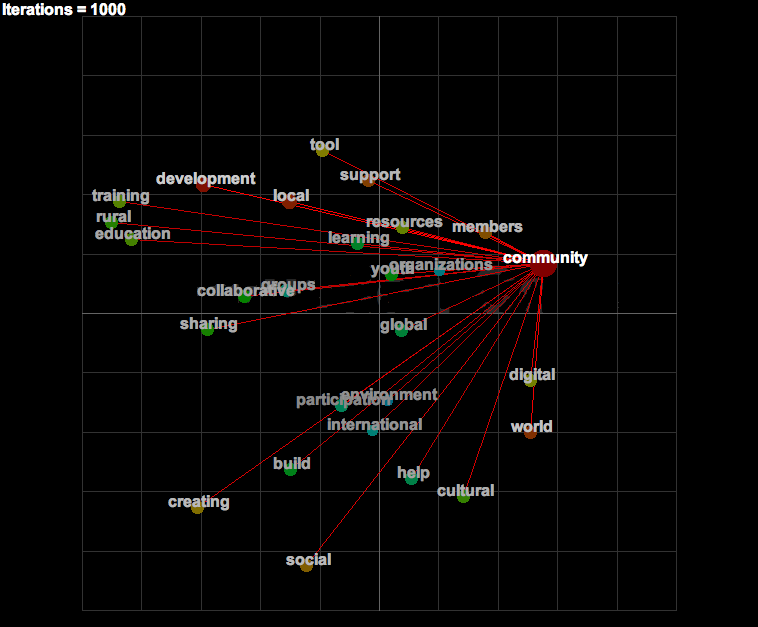 Iterations = 1000
tool
support
development
training
local
rural
resources
members
education
learning
community
youth
organizations
groups
collaborative
sharing
global
digital
environment
participation
international
world
build
help
cultural
creating
social